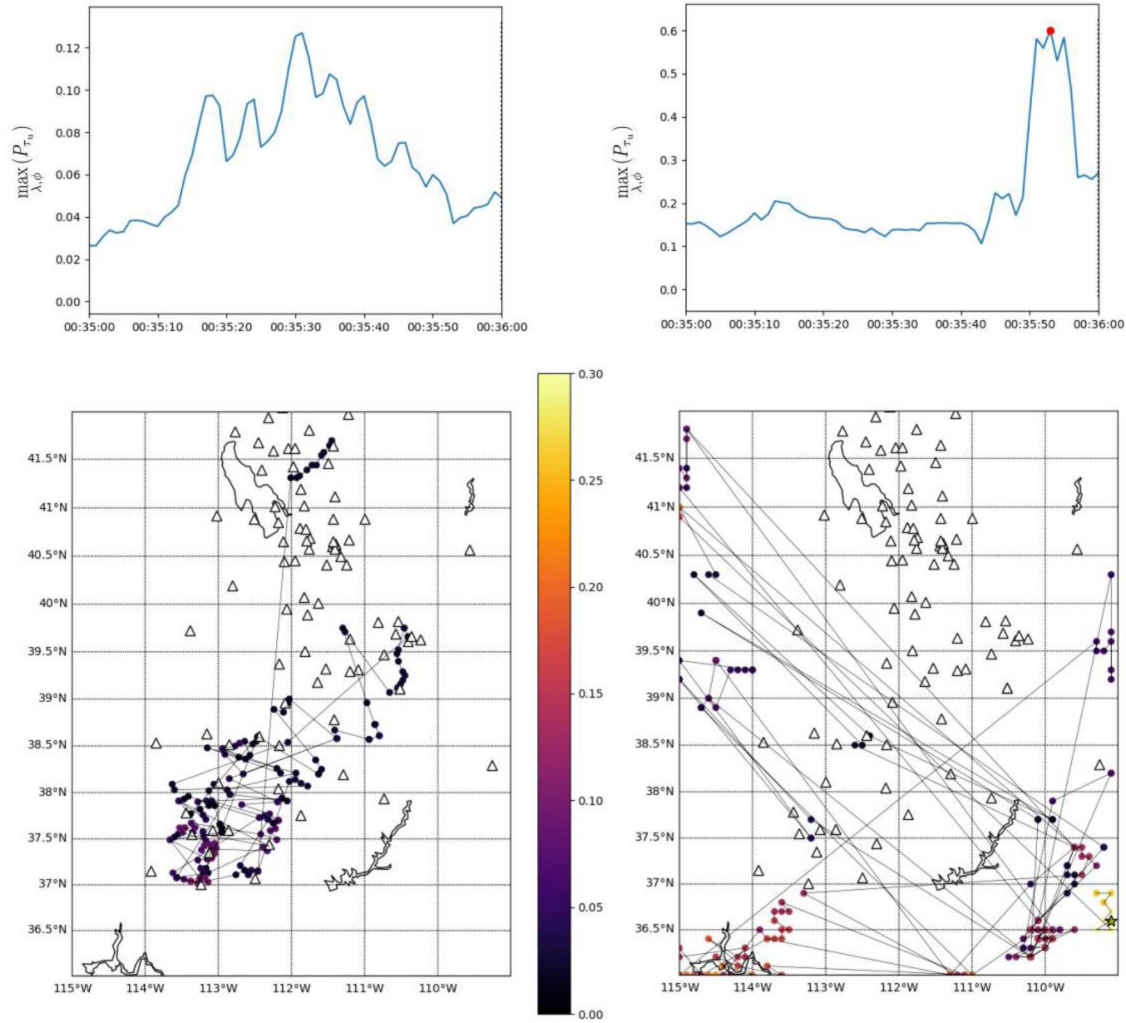 max λ,ϕ (P τu)
0.12
0.10
0.08
0.06
0.04
0.02
0.00
00:35:00 00:35:10 00:35:20 00:35:30 00:35:40 00:35:50 00:36:00
max λ,ϕ (P τu)
0.6
0.5
0.4
0.3
0.2
0.1
0.0
00:35:00 00:35:10 00:35:20 00:35:30 00:35:40 00:35:50 00:36:00
41.5°N
41°N
40.5°N
40°N
39.5°N
39°N
38.5°N
38°N
37.5°N
37°N
36.5°N
115°W 114°W 113°W 112°W 111°W 110°W
0.30
0.25
0.20
0.15
0.10
0.05
0.00
41.5°N
41°N
40.5°N
40°N
39.5°N
39°N
38.5°N
38°N
37.5°N
37°N
36.5°N
115°W 114°W 113°W 112°W 111°W 110°W